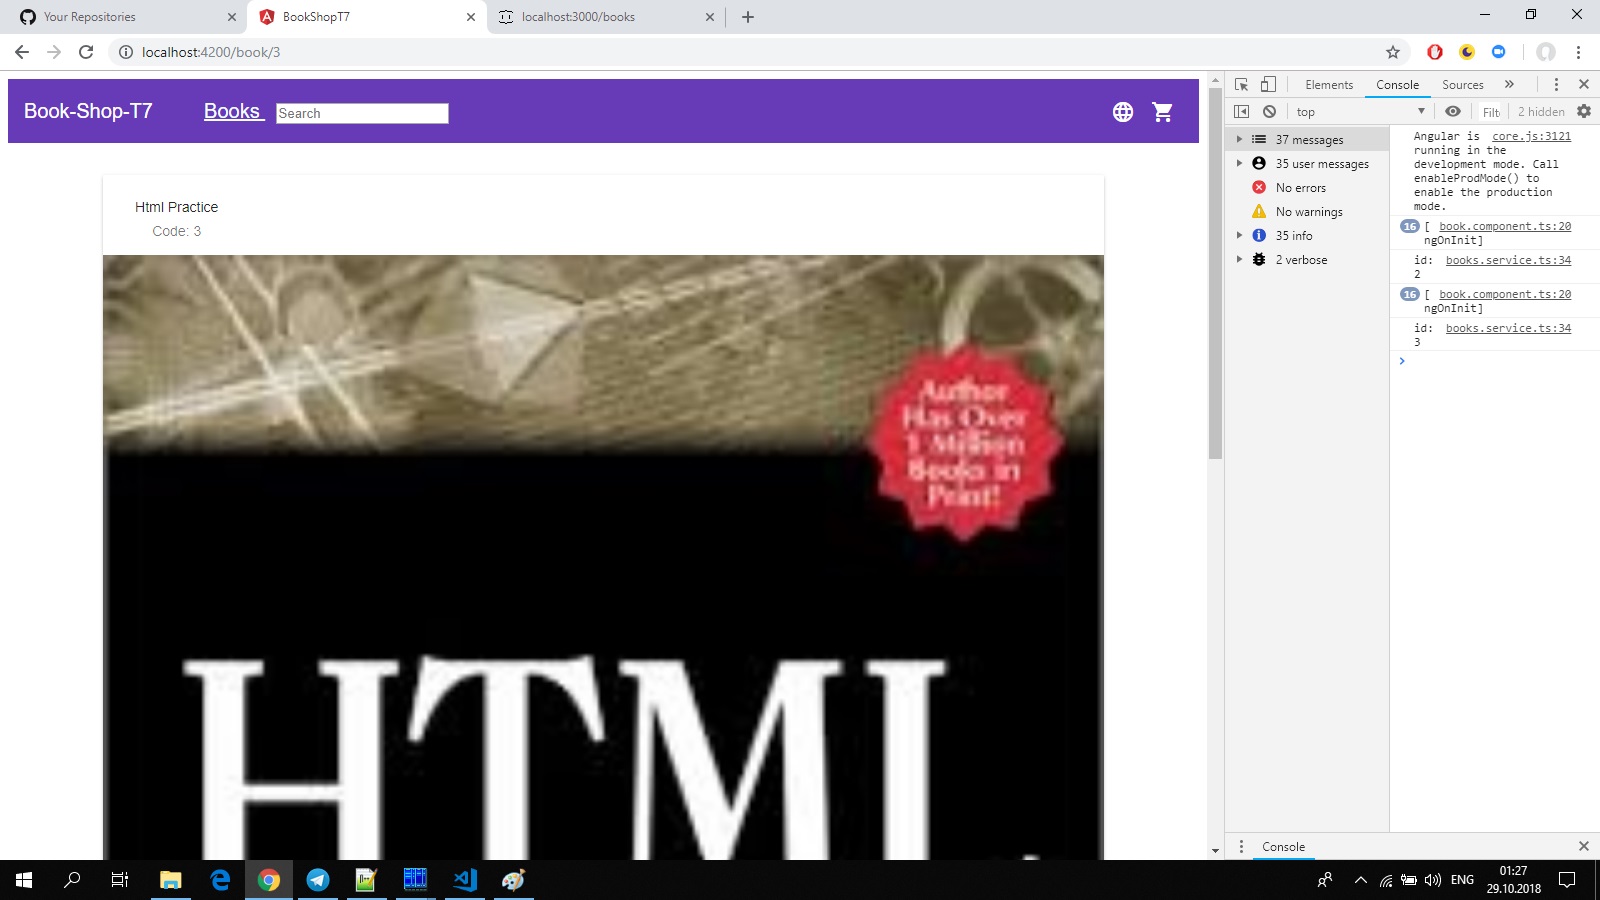 Your Repositories
BookShopT7
localhost:3000/books
localhost:4200/book/3
Book-Shop-T7
Books
Search
Html Practice
Code: 3
Author
Has Over
1 Million
Books in
Print!
HTML
Elements
Console
Sources
top
Filt
2 hidden
37 messages
35 user messages
No errors
No warnings
35 info
2 verbose
Angular is core.js:3121
running in the
development mode. Call
enableProdMode() to
enable the production
mode.
16 [ book.component.ts:20
ngOnInit]
id: books.service.ts:34
2
16 [ book.component.ts:20
ngOnInit]
id: books.service.ts:34
3
Console
ENG
01:27
29.10.2018